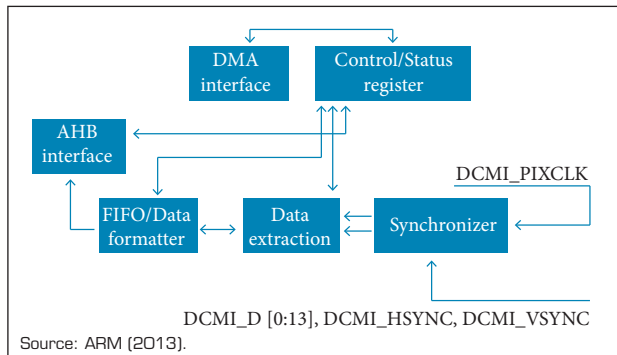 DMA
interface
Control/Status
register
AHB
interface
DCMI_PIXCLK
FIFO/Data
formatter
Data
extraction
Synchronizer
DCMI_D [0:13], DCMI_HSYNC, DCMI_VSYNC
Source: ARM (2013).